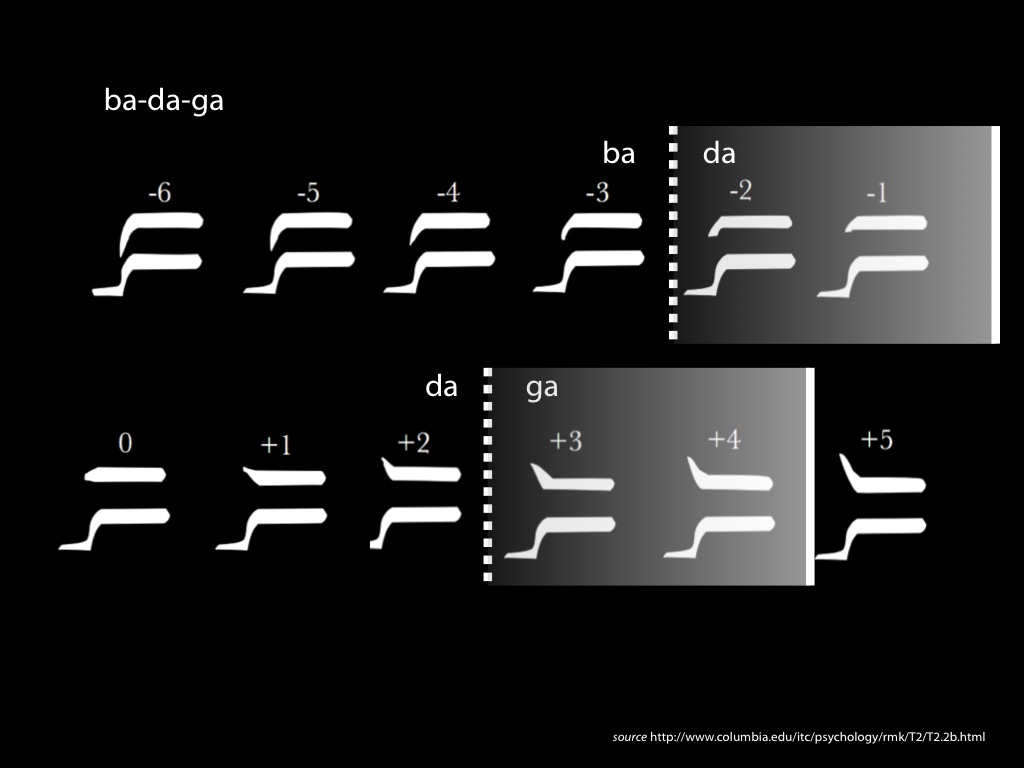 ba-da-ga
ba da
-6 -5 -4 -3 -2 -1
da ga
0 +1 +2 +3 +4 +5
source http://www.columbia.edu/itc/psychology/rmk/T2/T2.2b.html